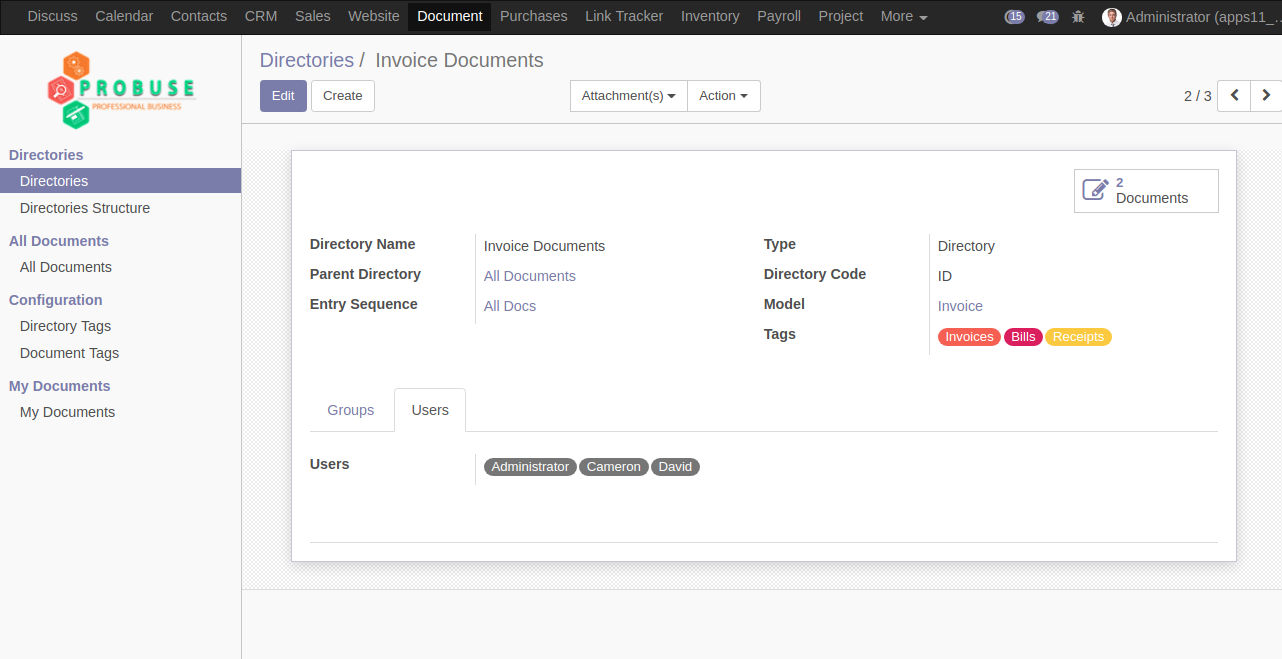 Discuss Calendar Contacts CRM Sales Website Document Purchases Link Tracker Inventory Payroll Project More 15 21 Administrator (apps11_...
PROBUSE
PROFESSIONAL BUSINESS
Directories
Directories
Directories Structure
All Documents
All Documents
Configuration
Directory Tags
Document Tags
My Documents
My Documents
Directories / Invoice Documents
Edit Create Attachment(s) Action 2 / 3
2
Documents
Directory Name Invoice Documents Type Directory
Parent Directory All Documents Directory Code ID
Entry Sequence All Docs Model Invoice
Tags Invoices Bills Receipts
Groups Users
Users Administrator Cameron David